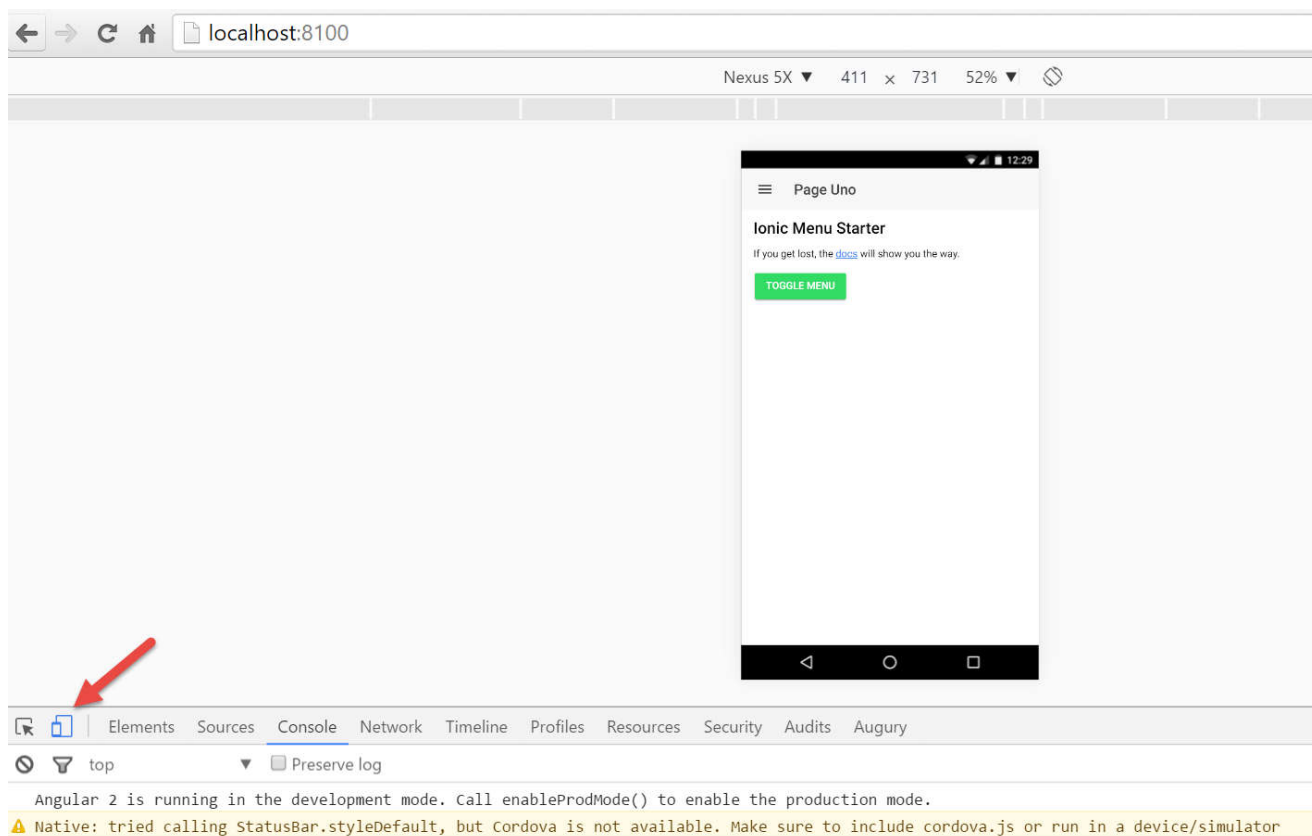 localhost:8100
Nexus 5X ▼ 411 × 731 52% ▼
12:29
Page Uno
Ionic Menu Starter
If you get lost, the docs will show you the way.
TOGGLE MENU
Elements Sources Console Network Timeline Profiles Resources Security Audits Augury
top ▼ Preserve log
Angular 2 is running in the development mode. Call enableProdMode() to enable the production mode.
Native: tried calling StatusBar.styleDefault, but Cordova is not available. Make sure to include cordova.js or run in a device/simulator